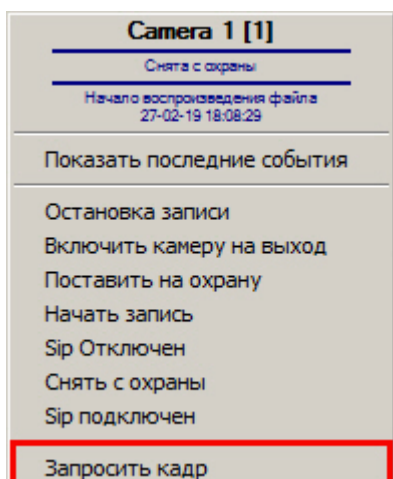 Camera 1 [1]
Снята с охраны
Начало воспроизведения файла
27-02-19 18:08:29
Показать последние события
Остановка записи
Включить камеру на выход
Поставить на охрану
Начать запись
Sip Отключен
Снять с охраны
Sip подключен
Запросить кадр